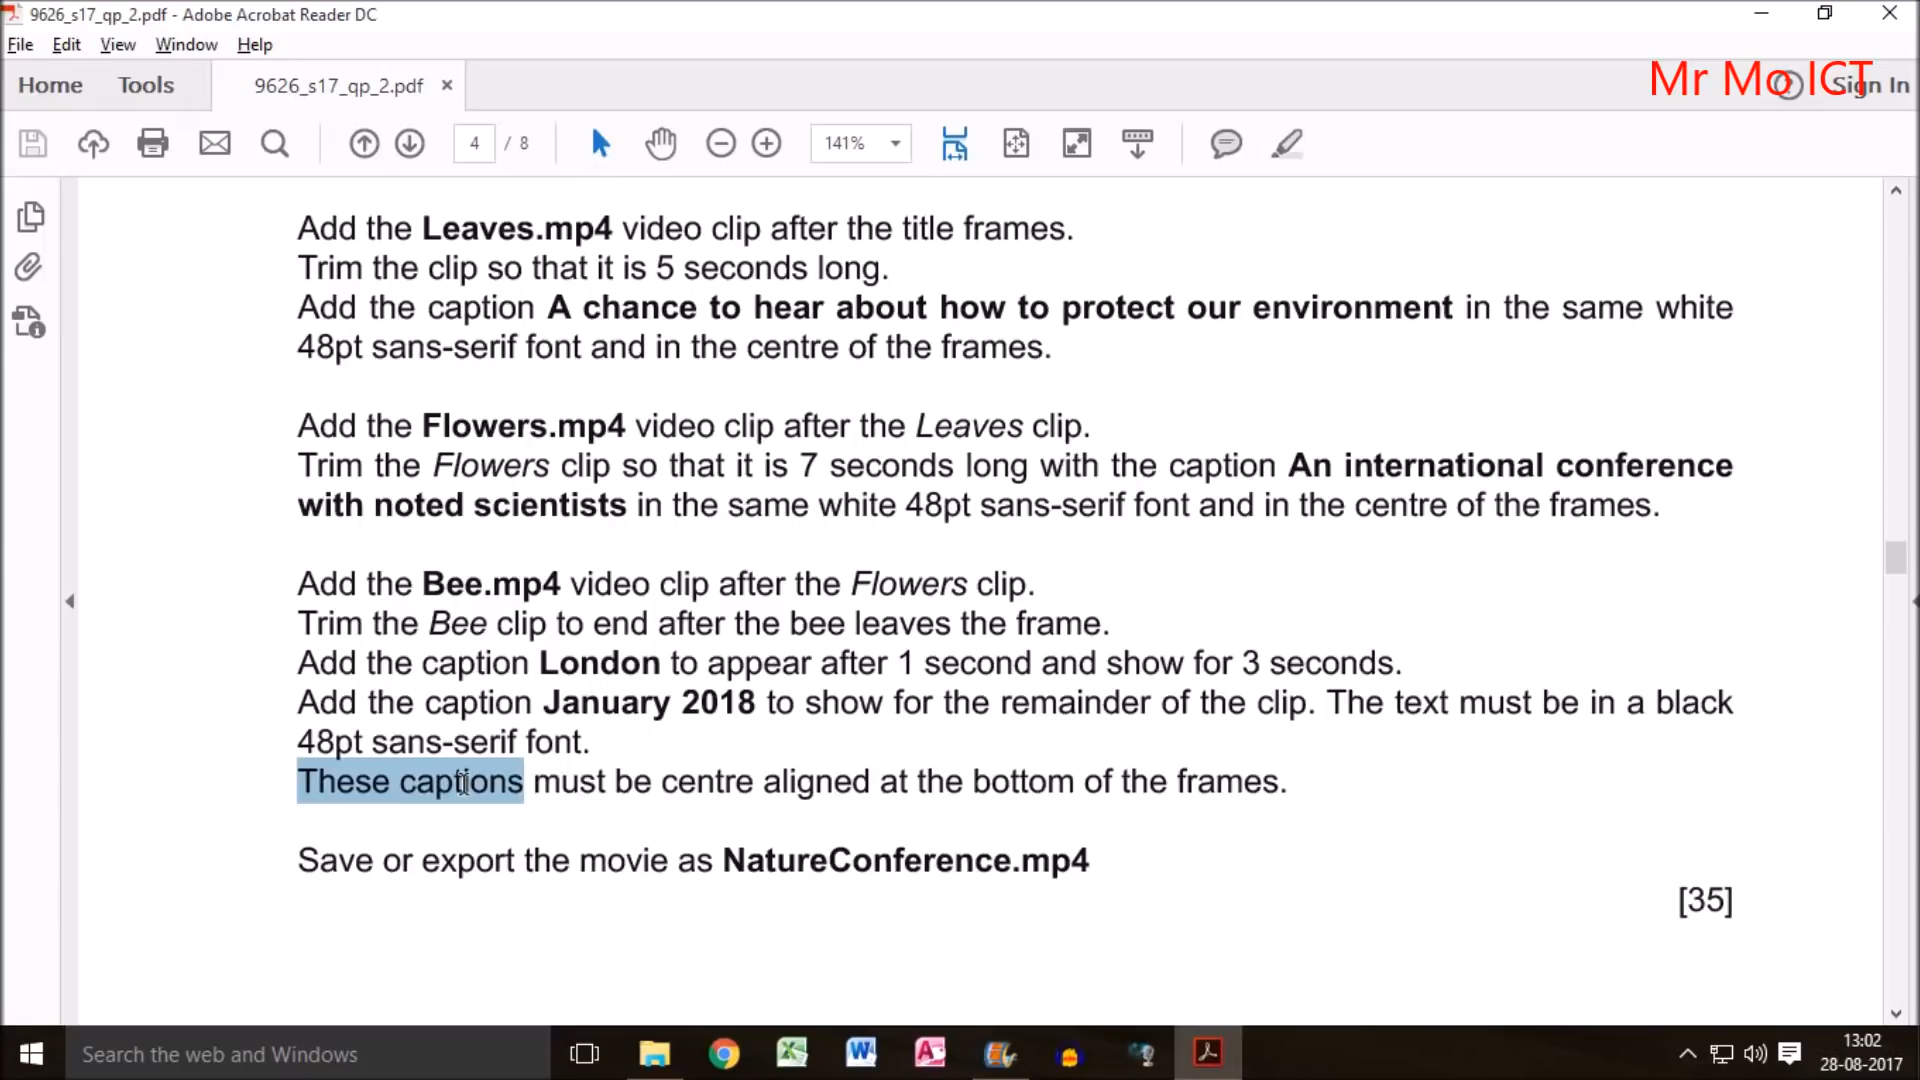 9626_s17_qp_2.pdf - Adobe Acrobat Reader DC
File Edit View Window Help
Home Tools 9626_s17_qp_2.pdf × Mr Mo ICT Sign In
4 / 8 141%
Add the Leaves.mp4 video clip after the title frames.
Trim the clip so that it is 5 seconds long.
Add the caption A chance to hear about how to protect our environment in the same white
48pt sans-serif font and in the centre of the frames.
Add the Flowers.mp4 video clip after the Leaves clip.
Trim the Flowers clip so that it is 7 seconds long with the caption An international conference
with noted scientists in the same white 48pt sans-serif font and in the centre of the frames.
Add the Bee.mp4 video clip after the Flowers clip.
Trim the Bee clip to end after the bee leaves the frame.
Add the caption London to appear after 1 second and show for 3 seconds.
Add the caption January 2018 to show for the remainder of the clip. The text must be in a black
48pt sans-serif font.
These captions must be centre aligned at the bottom of the frames.
Save or export the movie as NatureConference.mp4
[35]
Search the web and Windows
13:02
28-08-2017